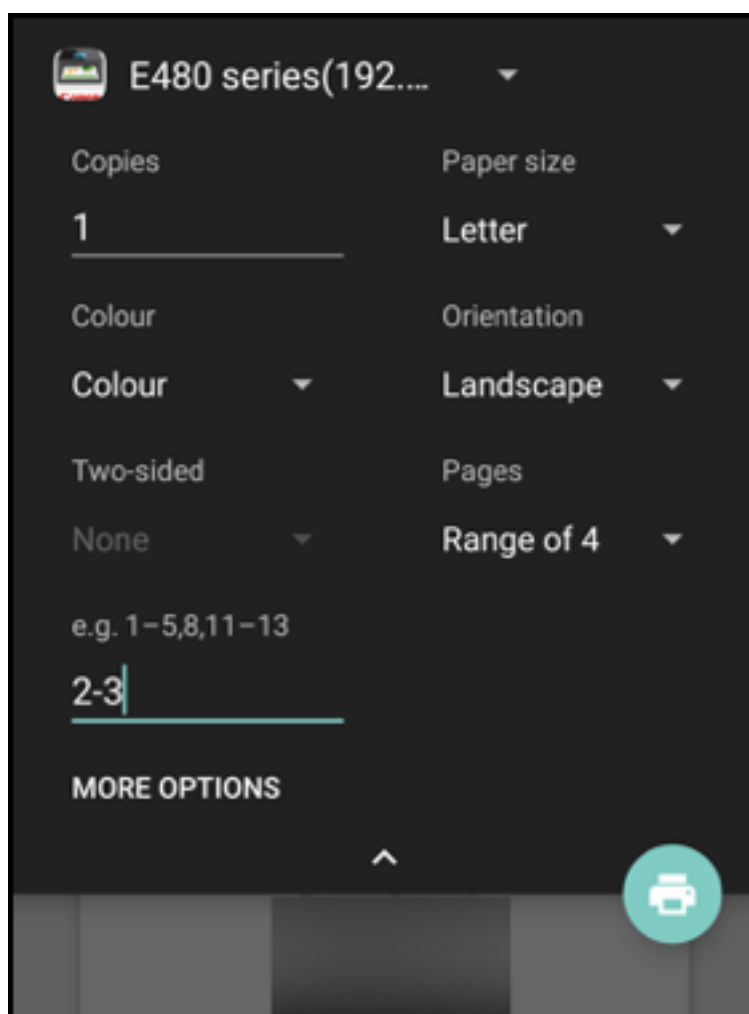 E480 series(192....
Copies
Paper size
1
Letter
Colour
Orientation
Colour
Landscape
Two-sided
Pages
None
Range of 4
e.g. 1–5,8,11–13
2-3
MORE OPTIONS